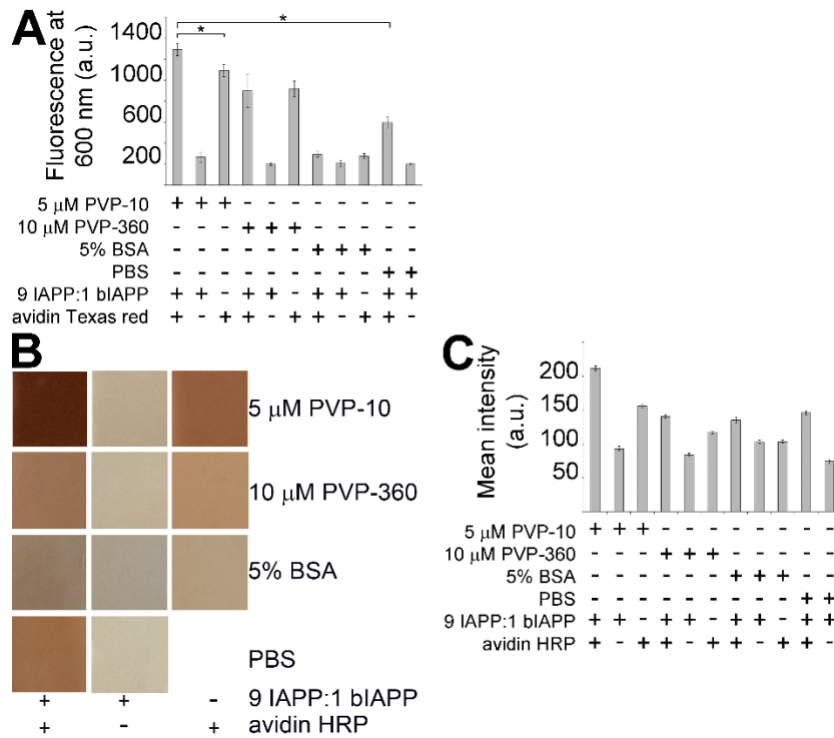 A
Fluorescence at
600 nm (a.u.)
1400
1000
600
200
*
*
5 μM PVP-10 + + + - - - - - - - -
10 μM PVP-360 - - - + + + - - - - -
5% BSA - - - - - - + + + - -
PBS - - - - - - - - - + +
9 IAPP:1 bIAPP + + - + + - + + - + +
avidin Texas red + - + + - + + - + + -
B
5 μM PVP-10
10 μM PVP-360
5% BSA
PBS
+ + - 9 IAPP:1 bIAPP
+ - + avidin HRP
C
Mean intensity
(a.u.)
200
150
100
50
5 μM PVP-10 + + + - - - - - - - -
10 μM PVP-360 - - - + + + - - - - -
5% BSA - - - - - - + + + - -
PBS - - - - - - - - - + +
9 IAPP:1 bIAPP + + - + + - + + - + +
avidin HRP + - + + - + + - + + -